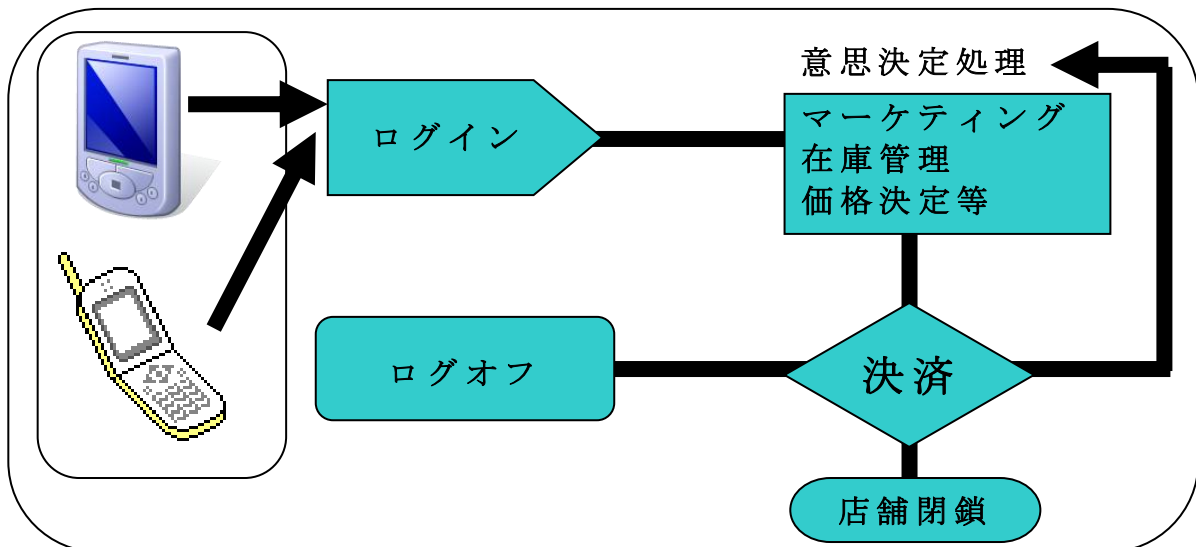 意思決定処理
ログイン
マーケティング
在庫管理
価格決定等
ログオフ
決済
店舗閉鎖